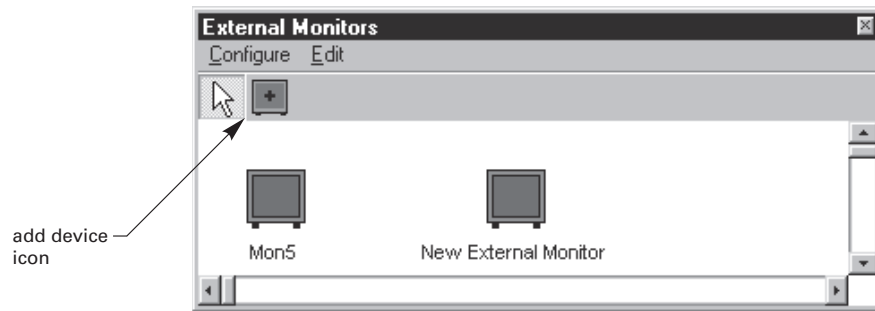 External Monitors
Configure Edit
add device
icon
Mon5 New External Monitor